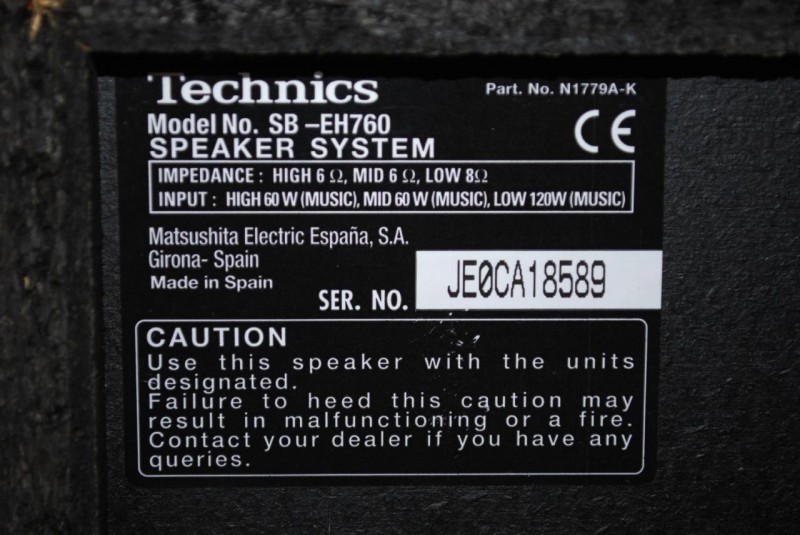 Technics
Part. No. N1779A-K
Model No. SB –EH760
SPEAKER SYSTEM
CE
IMPEDANCE : HIGH 6 Ω, MID 6 Ω, LOW 8Ω
INPUT : HIGH 60 W (MUSIC), MID 60 W (MUSIC), LOW 120W (MUSIC)
Matsushita Electric España, S.A.
Girona- Spain
Made in Spain
SER. NO. JE0CA18589
CAUTION
Use this speaker with the units
designated.
Failure to heed this caution may
result in malfunctioning or a fire.
Contact your dealer if you have any
queries.